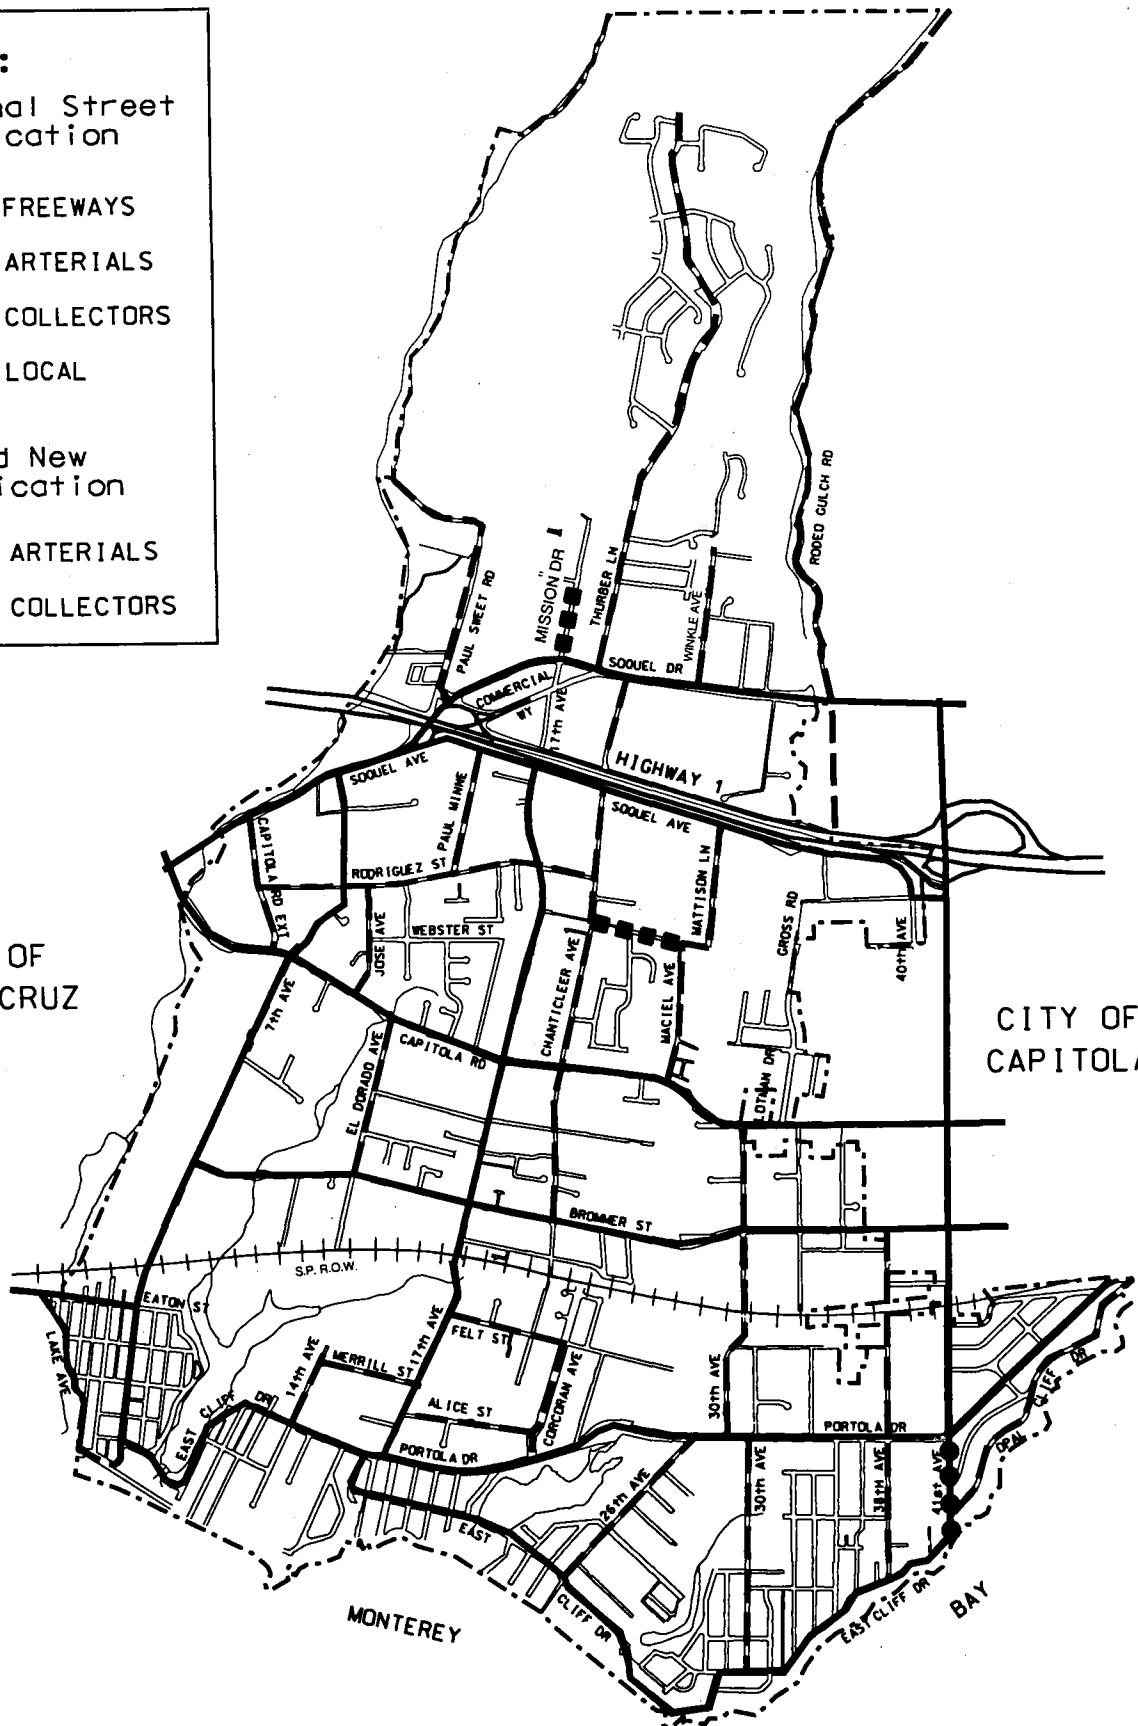 :
nal Street
ication
FREEWAYS
ARTERIALS
COLLECTORS
LOCAL
d New
ication
ARTERIALS
COLLECTORS
RODEO GULCH RD
MISSION DR
THURBER LN
PAUL SWEET RD
WINKLE AVE
SOQUEL DR
COMMERCIAL
WY
17th AVE
HIGHWAY 1
SOQUEL AVE
SOQUEL AVE
PAUL MINNE
CAPITOLA RD EXT
RODRIGUEZ ST
MATTISON LN
GROSS RD
JOSE AVE
WEBSTER ST
40th AVE
OF
CRUZ
7th AVE
CHANTICLEER AVE
MACIEL AVE
CITY OF
CAPITOLA
CAPITOLA RD
EL DORADO AVE
LOTMAN DR
BROMMER ST
S.P. R.O.W.
EATON ST
LAKE AVE
17th AVE
FELT ST
14th AVE
MERRILL ST
CORCORAN AVE
30th AVE
ALICE ST
EAST CLIFF DR
PORTOLA DR
PORTOLA DR
OPAL
CLIFF
DR
26th AVE
30th AVE
38TH AVE
41st AVE
EAST
CLIFF DR
EAST CLIFF DR
MONTEREY
BAY